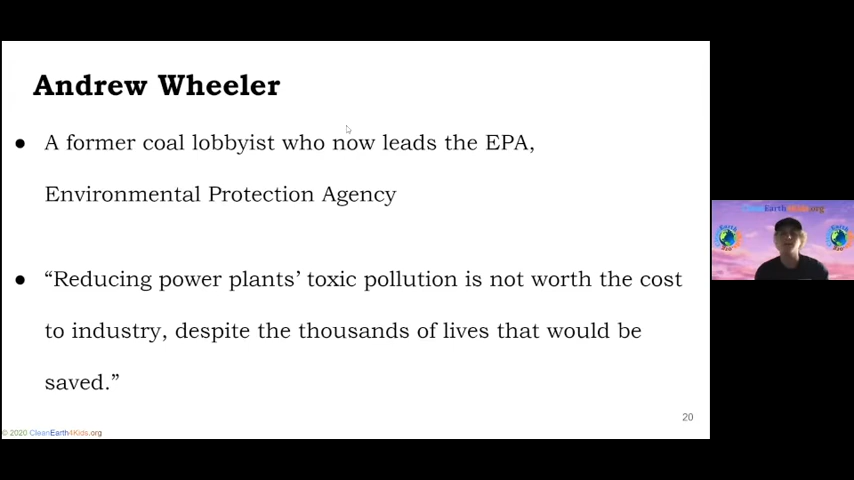 Andrew Wheeler
● A former coal lobbyist who now leads the EPA,
Environmental Protection Agency
● “Reducing power plants’ toxic pollution is not worth the cost
to industry, despite the thousands of lives that would be
saved.”
20
© 2020 CleanEarth4Kids.org
CleanEarth4Kids.org